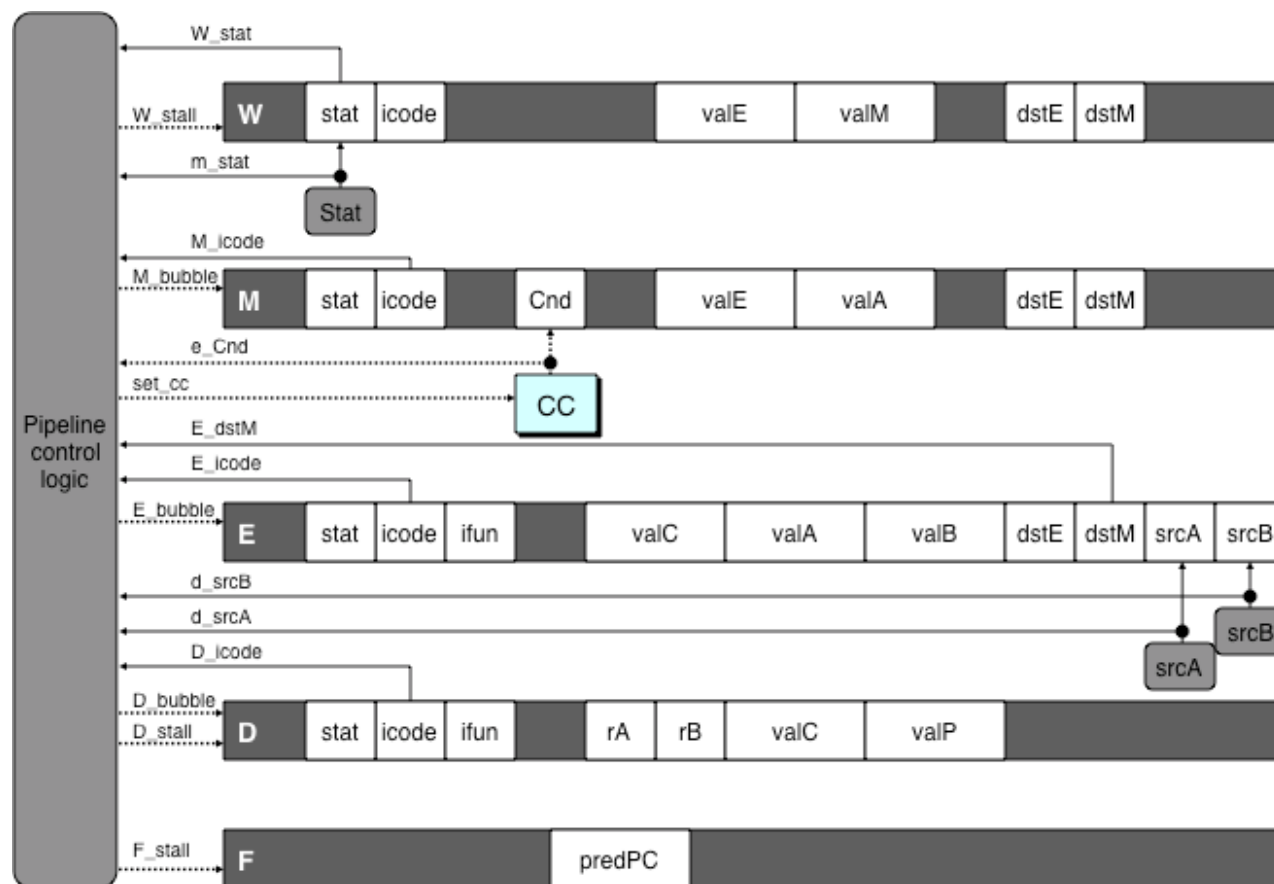 W_stat
W_stall
W stat icode valE valM dstE dstM
m_stat
Stat
M_icode
M_bubble
M stat icode Cnd valE valA dstE dstM
e_Cnd
set_cc
CC
Pipeline
control
logic
E_dstM
E_icode
E_bubble
E stat icode ifun valC valA valB dstE dstM srcA srcB
d_srcB
srcB
d_srcA
D_icode
srcA
D_bubble
D_stall
D stat icode ifun rA rB valC valP
F_stall
F predPC